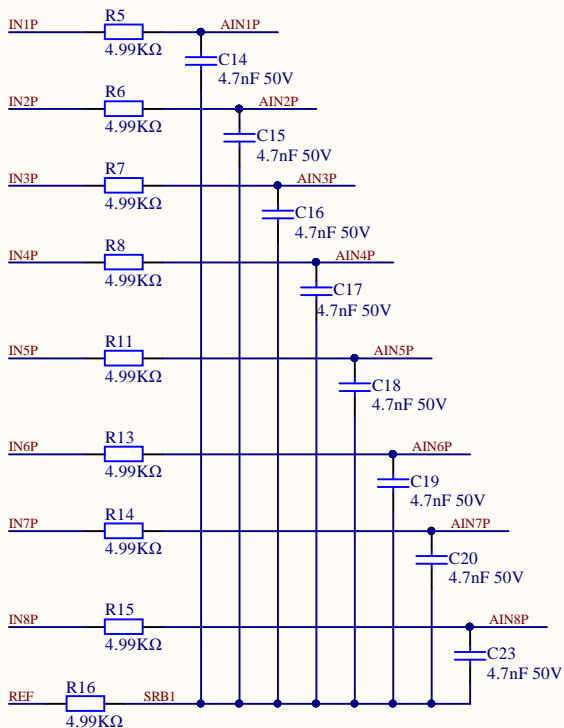 IN1P R5 AIN1P
4.99KΩ
C14
4.7nF 50V
IN2P R6 AIN2P
4.99KΩ
C15
4.7nF 50V
IN3P R7 AIN3P
4.99KΩ
C16
4.7nF 50V
IN4P R8 AIN4P
4.99KΩ
C17
4.7nF 50V
IN5P R11 AIN5P
4.99KΩ
C18
4.7nF 50V
IN6P R13 AIN6P
4.99KΩ
C19
4.7nF 50V
IN7P R14 AIN7P
4.99KΩ
C20
4.7nF 50V
IN8P R15 AIN8P
4.99KΩ
C23
4.7nF 50V
REF R16 SRB1
4.99KΩ